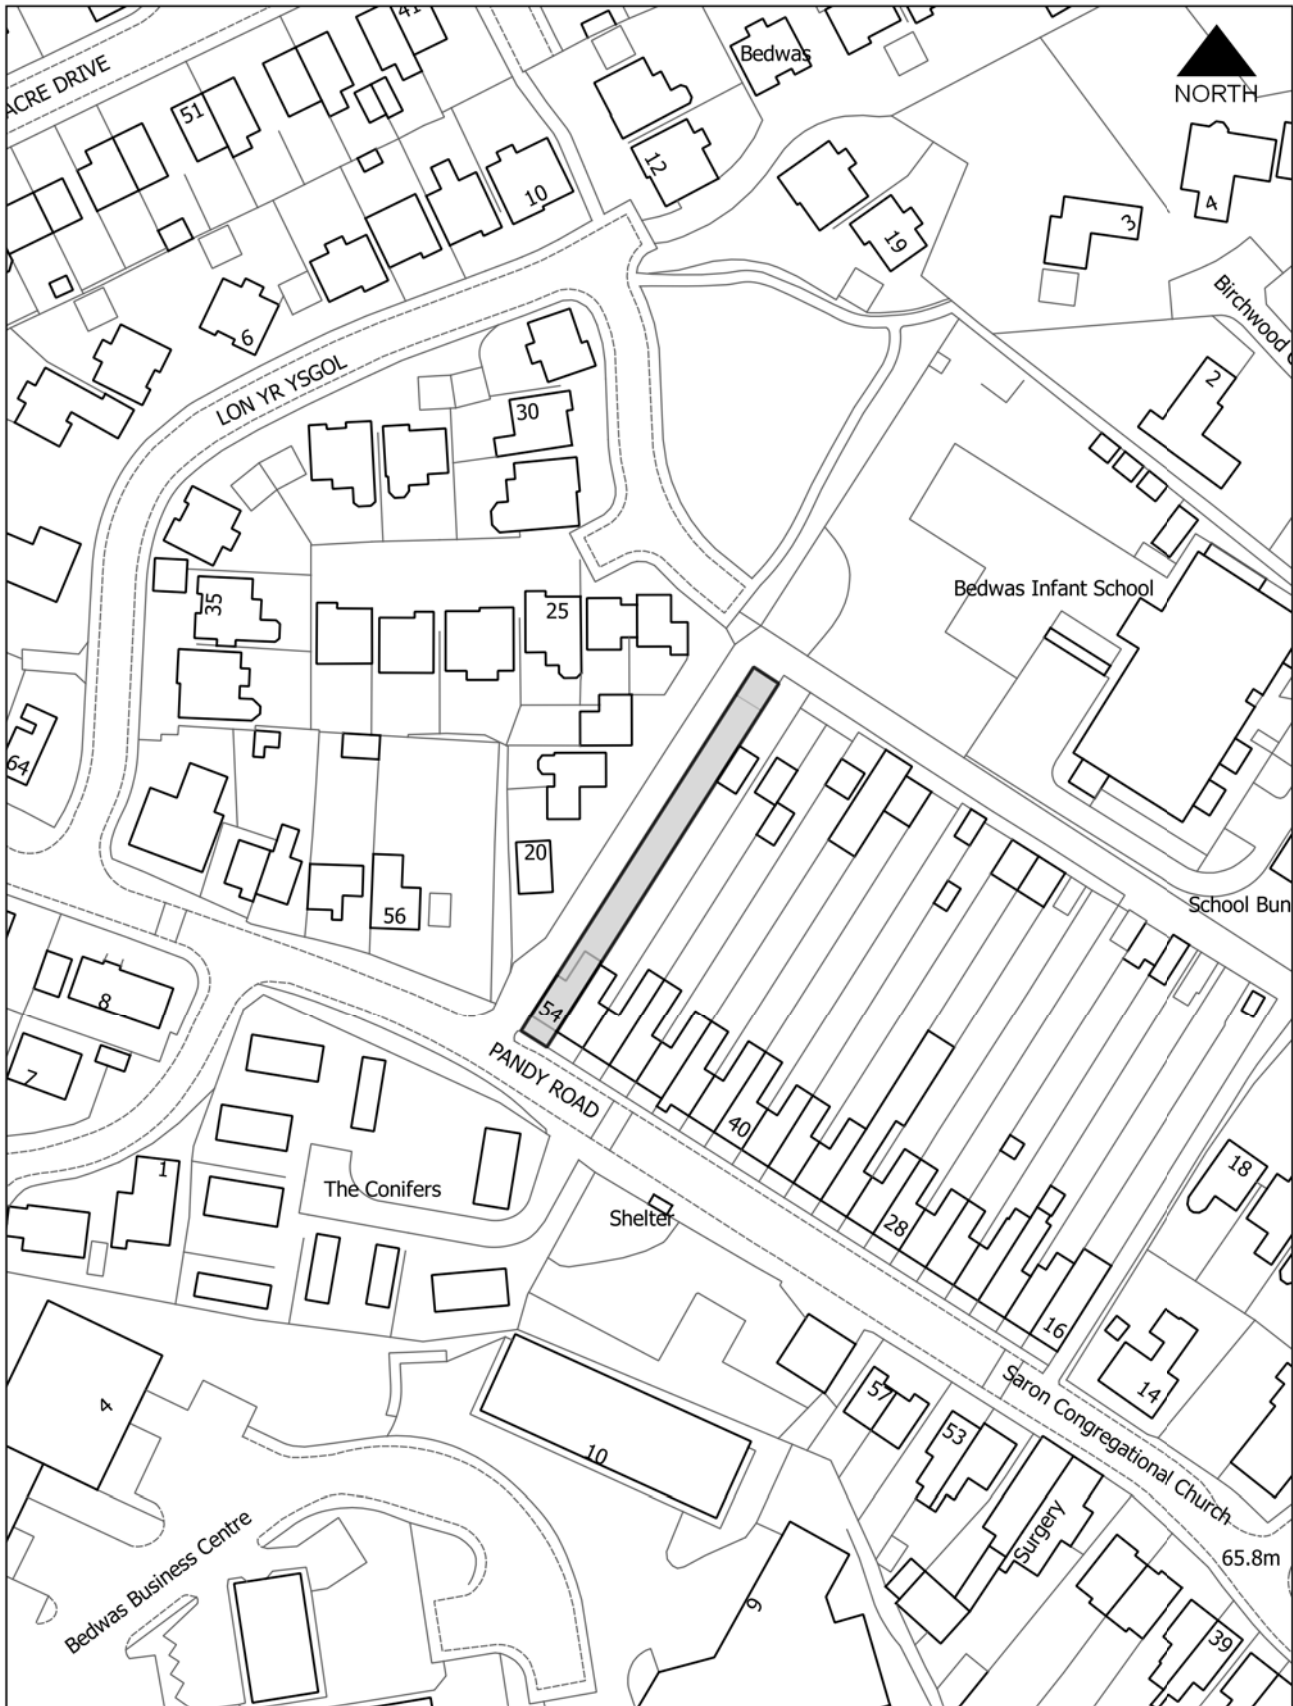 41
Bedwas
NORTH
ACRE DRIVE
51
12
10
4
3
19
6
Birchwood
2
LON YR YSGOL
30
Bedwas Infant School
35
25
64
20
School Bun
56
8
54
7
PANDY ROAD
40
1
The Conifers
18
Shelter
28
16
14
Saron Congregational Church
57
4
53
10
Surgery
Bedwas Business Centre
65.8m
9
39